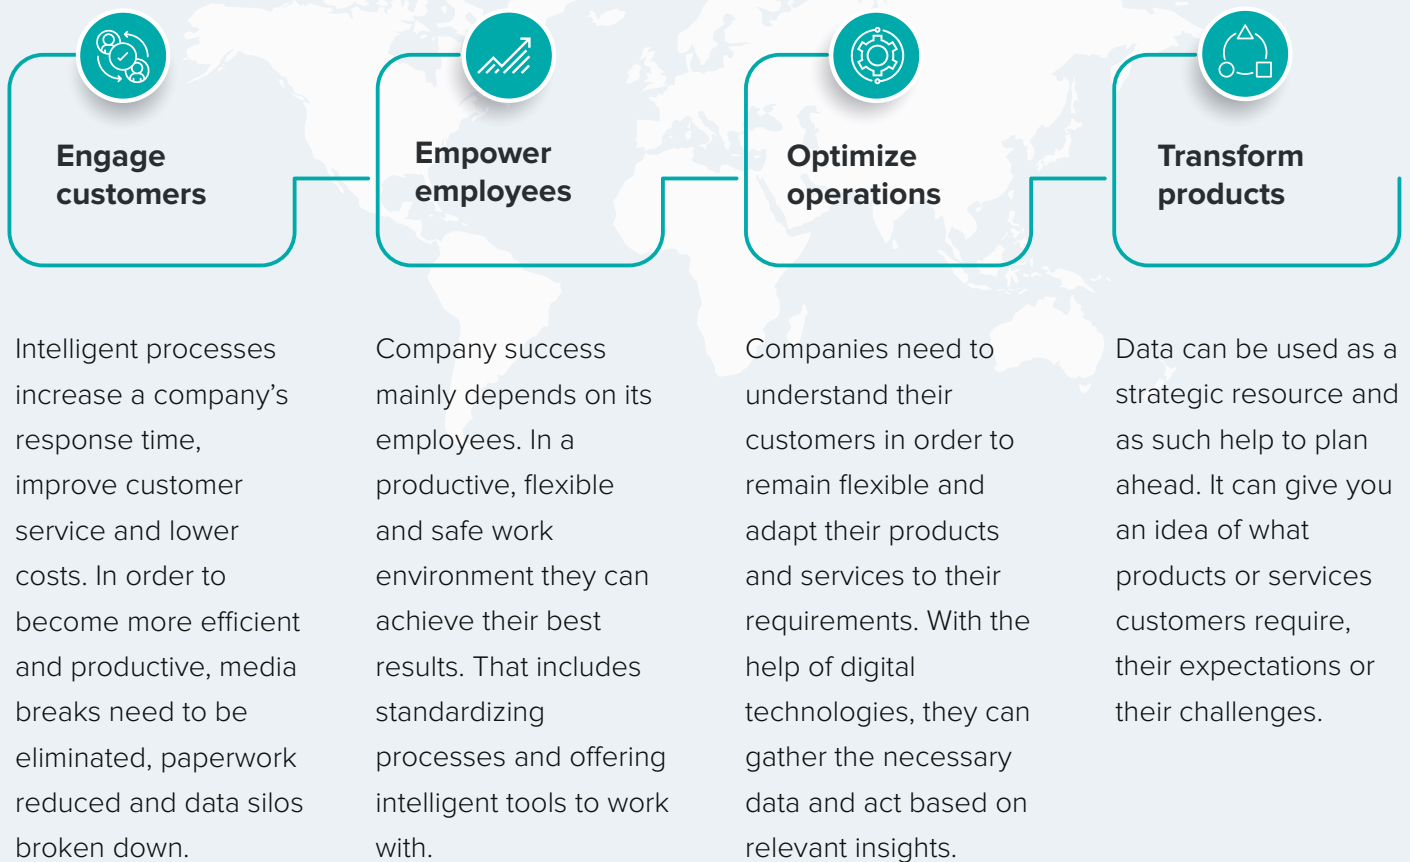 Engage
customers
Intelligent processes
increase a company’s
response time,
improve customer
service and lower
costs. In order to
become more efficient
and productive, media
breaks need to be
eliminated, paperwork
reduced and data silos
broken down.
Empower
employees
Company success
mainly depends on its
employees. In a
productive, flexible
and safe work
environment they can
achieve their best
results. That includes
standardizing
processes and offering
intelligent tools to work
with.
Optimize
operations
Companies need to
understand their
customers in order to
remain flexible and
adapt their products
and services to their
requirements. With the
help of digital
technologies, they can
gather the necessary
data and act based on
relevant insights.
Transform
products
Data can be used as a
strategic resource and
as such help to plan
ahead. It can give you
an idea of what
products or services
customers require,
their expectations or
their challenges.